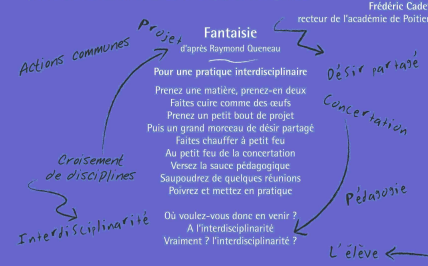 Frédéric Cade
recteur de l'académie de Poitier
Projet
Fantaisie
d'après Raymond Queneau
Actions communes
Désir partagé
Pour une pratique interdisciplinaire
Prenez une matière, prenez-en deux
Faites cuire comme des œufs
Prenez un petit bout de projet
Puis un grand morceau de désir partagé
Faites chauffer à petit feu
Au petit feu de la concertation
Versez la sauce pédagogique
Saupoudrez de quelques réunions
Poivrez et mettez en pratique
Concertation
Croisement
de disciplines
Pédagogie
Interdisciplinarité
Où voulez-vous donc en venir ?
A l'interdisciplinarité
Vraiment ? l'interdisciplinarité ?
L'élève